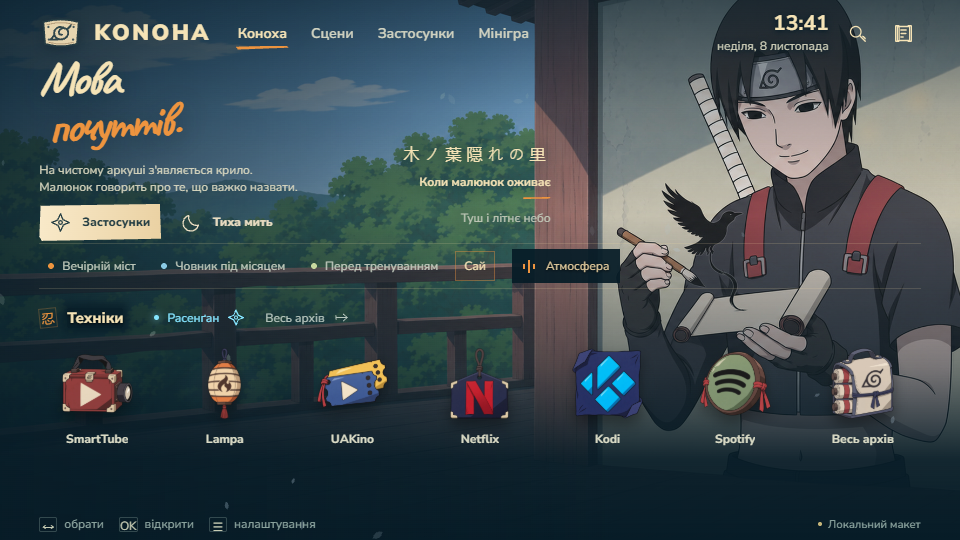 KONOHA
Коноха
Сцени
Застосунки
Мінігра
13:41
неділя, 8 листопада
Мова
почуттів.
На чистому аркуші з'являється крило.
Малюнок говорить про те, що важко назвати.
木ノ葉隠れの里
Коли малюнок оживає
Туш і літнє небо
Застосунки
Тиха мить
Вечірній міст
Човник під місяцем
Перед тренуванням
Сай
Атмосфера
忍
Техніки
Расенґан
Весь архів
N
SmartTube
Lampa
UAKino
Netflix
Kodi
Spotify
Весь архів
обрати
OK відкрити
налаштування
Локальний макет